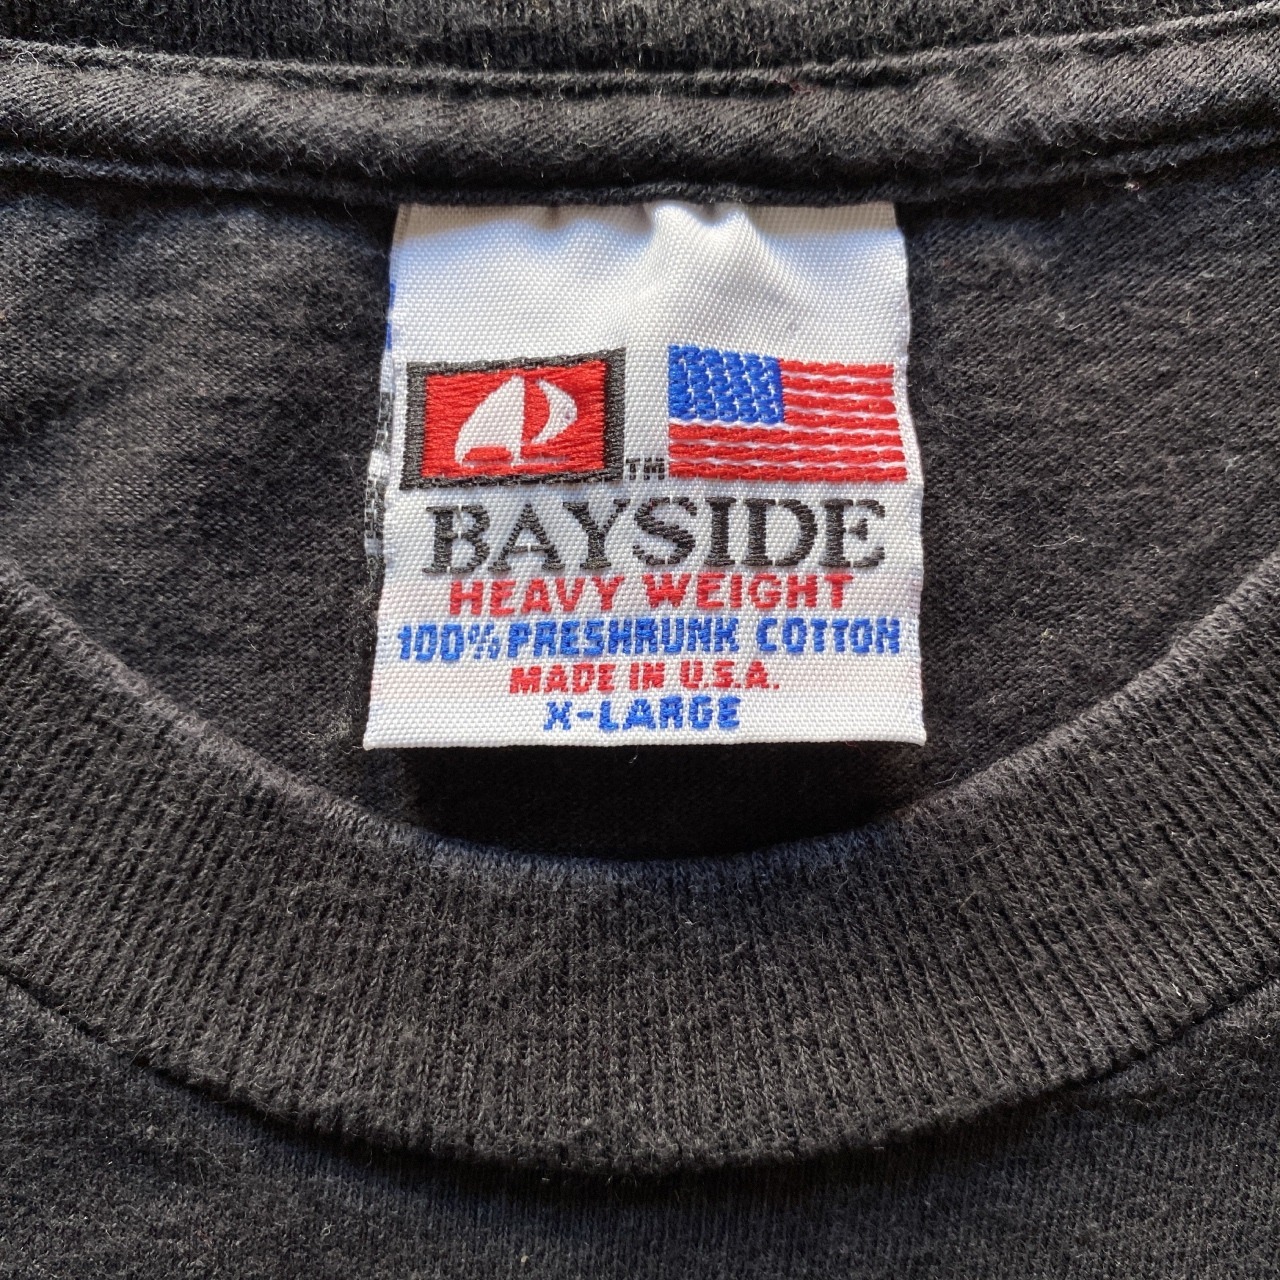 TM
BAYSIDE
HEAVY WEIGHT
100% PRESHRUNK COTTON
MADE IN U.S.A.
X-LARGE